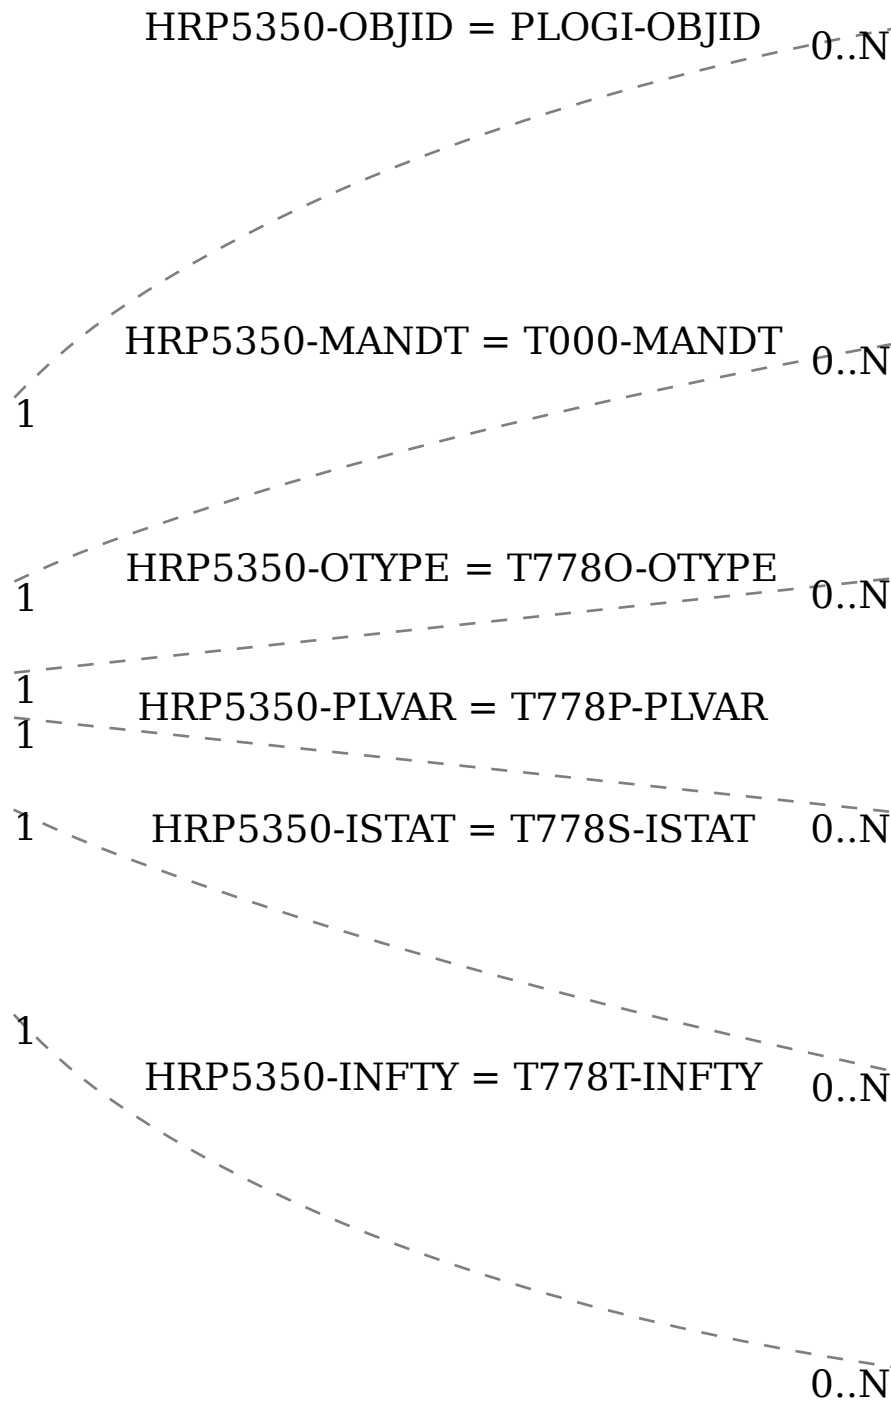 HRP5350-OBJID = PLOGI-OBJID
0..N
HRP5350-MANDT = T000-MANDT
0..N
1
HRP5350-OTYPE = T778O-OTYPE
0..N
1
1
HRP5350-PLVAR = T778P-PLVAR
1
1
HRP5350-ISTAT = T778S-ISTAT
0..N
1
HRP5350-INFTY = T778T-INFTY
0..N
0..N